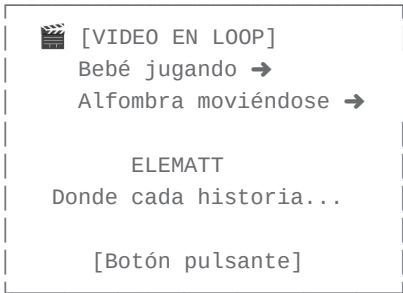 🎬 [VIDEO EN LOOP]
Bebé jugando ➜
Alfombra moviéndose ➜
ELEMATT
Donde cada historia...
[Botón pulsante]